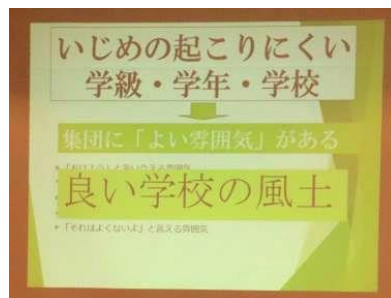 いじめの起こりにくい
学級・学年・学校
集団に「よい雰囲気」がある
良い学校の風土
•「それはよくないよ」と言える雰囲気